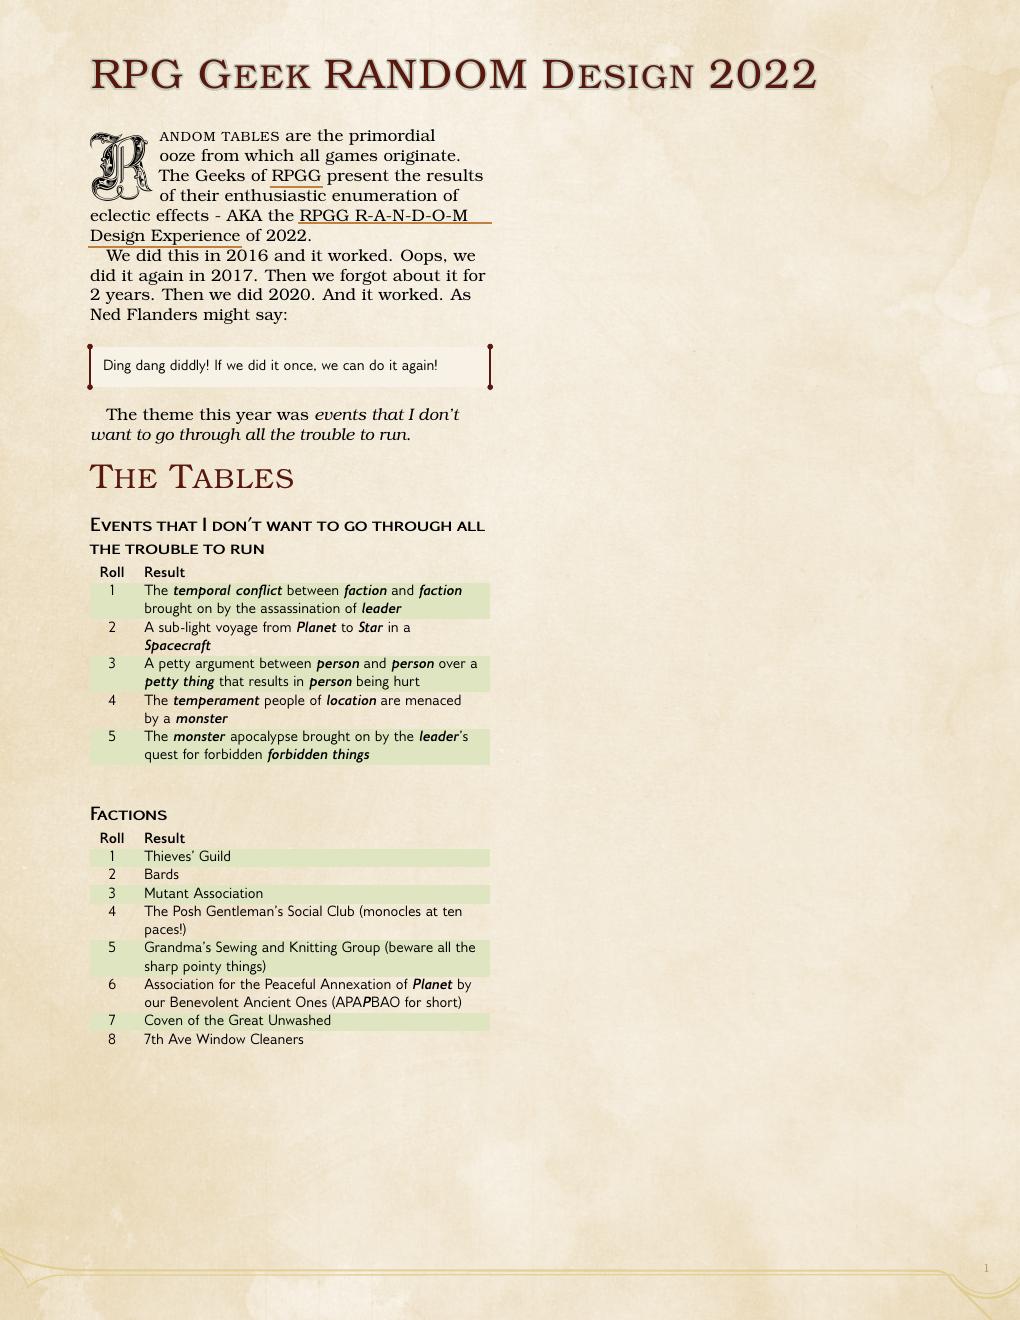 RPG GEEK RANDOM DESIGN 2022
RANDOM TABLES are the primordial
ooze from which all games originate.
The Geeks of RPGG present the results
of their enthusiastic enumeration of
eclectic effects - AKA the RPGG R-A-N-D-O-M
Design Experience of 2022.
We did this in 2016 and it worked. Oops, we
did it again in 2017. Then we forgot about it for
2 years. Then we did 2020. And it worked. As
Ned Flanders might say:
Ding dang diddly! If we did it once, we can do it again!
The theme this year was events that I don't
want to go through all the trouble to run.
THE TABLES
EVENTS THAT I DON'T WANT TO GO THROUGH ALL
THE TROUBLE TO RUN
Roll Result
1 The temporal conflict between faction and faction
brought on by the assassination of leader
2 A sub-light voyage from Planet to Star in a
Spacecraft
3 A petty argument between person and person over a
petty thing that results in person being hurt
4 The temperament people of location are menaced
by a monster
5 The monster apocalypse brought on by the leader's
quest for forbidden forbidden things
FACTIONS
Roll Result
1 Thieves' Guild
2 Bards
3 Mutant Association
4 The Posh Gentleman's Social Club (monocles at ten
paces!)
5 Grandma's Sewing and Knitting Group (beware all the
sharp pointy things)
6 Association for the Peaceful Annexation of Planet by
our Benevolent Ancient Ones (APAPBAO for short)
7 Coven of the Great Unwashed
8 7th Ave Window Cleaners
1